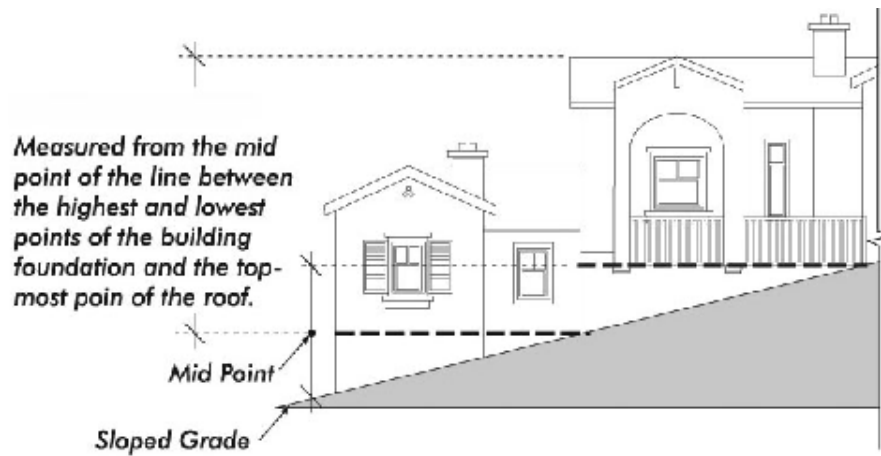 Measured from the mid
point of the line between
the highest and lowest
points of the building
foundation and the top-
most poin of the roof.
Mid Point
Sloped Grade